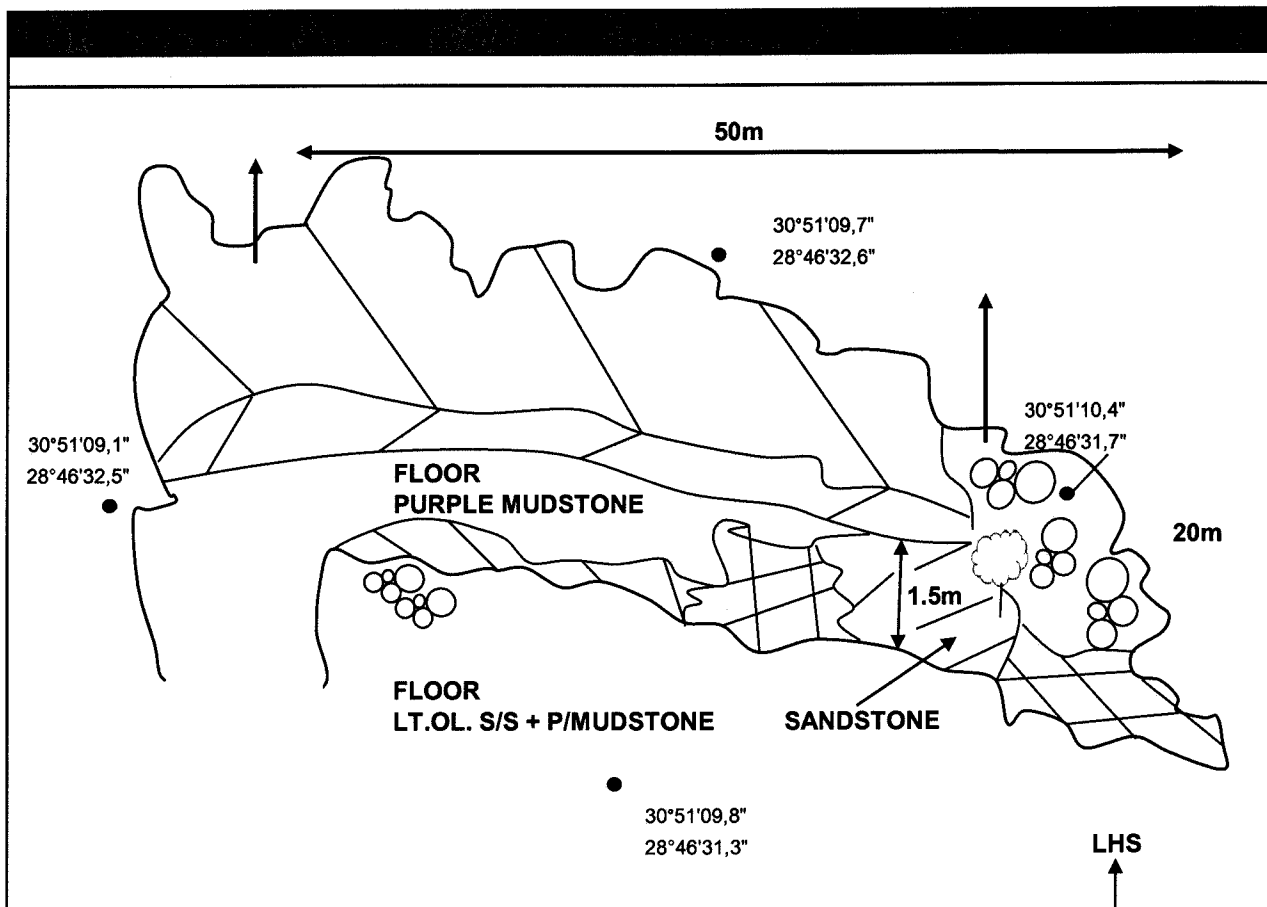 50m
30°51'09,7"
28°46'32,6"
30°51'10,4"
28°46'31,7"
30°51'09,1"
28°46'32,5"
FLOOR
PURPLE MUDSTONE
20m
1.5m
FLOOR
LT.OL. S/S + P/MUDSTONE
SANDSTONE
30°51'09,8"
28°46'31,3"
LHS